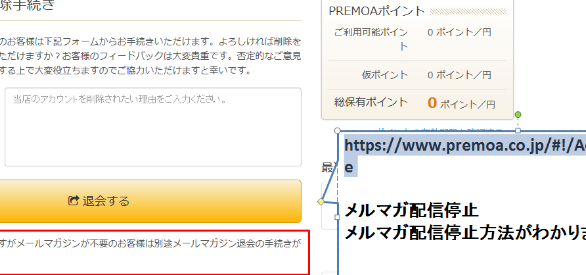 除手続き
のお客様は下記フォームからお手続きいただけます。よろしければ削除を
ただけますか？お客様のフィードバックは大変貴重です。否定的なご意見
する上で大変役立ちますのでご協力いただけますと幸いです。
当店のアカウントを削除されたい理由をご入力ください。
退会する
すがメールマガジンが不要のお客様は別途メールマガジン退会の手続きが
PREMOAポイント
ご利用可能ポイント 0 ポイント／円
仮ポイント 0 ポイント／円
総保有ポイント 0 ポイント／円
最
https://www.premoa.co.jp/#!/A
e
メルマガ配信停止
メルマガ配信停止方法がわかりま